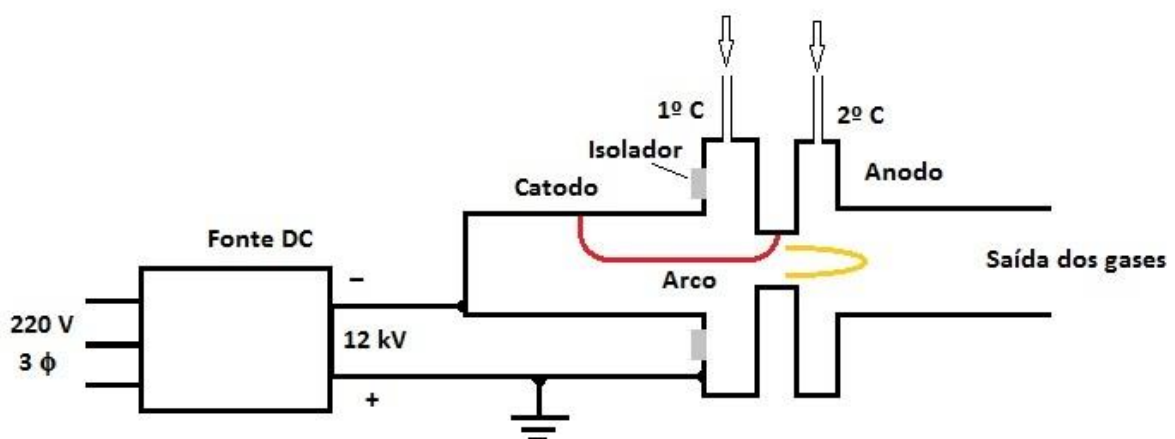 1º C
2º C
Isolador
Catodo
Anodo
Fonte DC
–
Arco
Saída dos gases
220 V
3 ϕ
12 kV
+